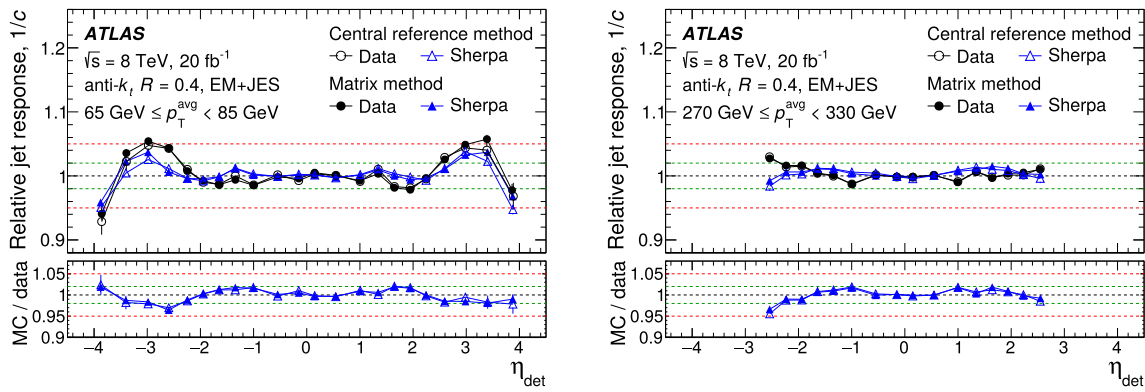 Relative jet response, 1/c
ATLAS
√s = 8 TeV, 20 fb⁻¹
anti-kₜ R = 0.4, EM+JES
65 GeV ≤ p_T^avg < 85 GeV
Central reference method
Data Sherpa
Matrix method
Data Sherpa
1.2
1.1
1
0.9
MC / data
1.05
1
0.95
0.9
−4 −3 −2 −1 0 1 2 3 4
η_det
Relative jet response, 1/c
ATLAS
√s = 8 TeV, 20 fb⁻¹
anti-kₜ R = 0.4, EM+JES
270 GeV ≤ p_T^avg < 330 GeV
Central reference method
Data Sherpa
Matrix method
Data Sherpa
1.2
1.1
1
0.9
MC / data
1.05
1
0.95
0.9
−4 −3 −2 −1 0 1 2 3 4
η_det